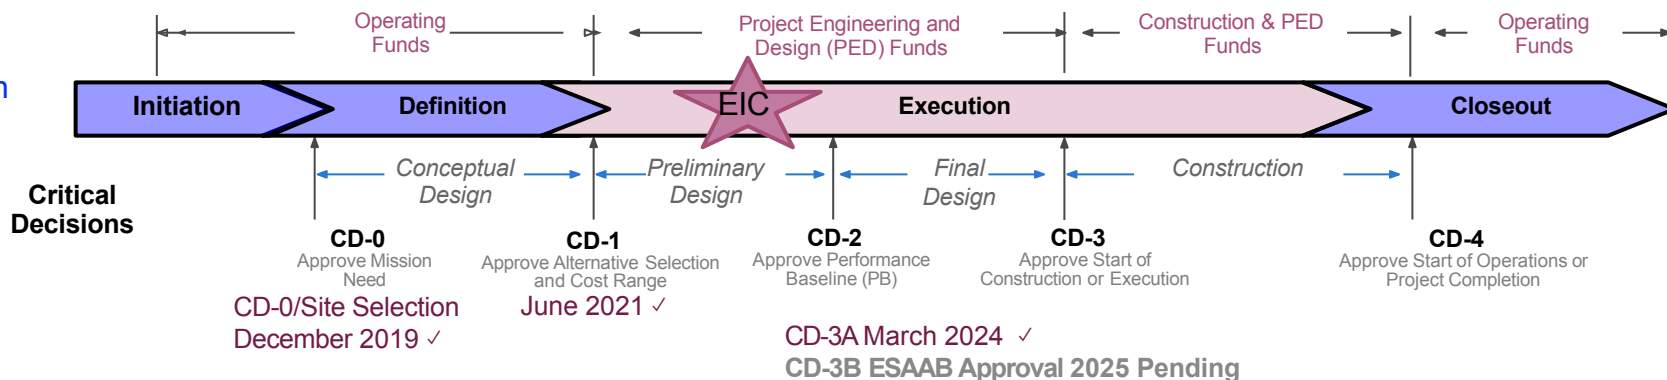 Operating
Funds
Project Engineering and
Design (PED) Funds
Construction & PED
Funds
Operating
Funds
Initiation
Definition
EIC
Execution
Closeout
Critical
Decisions
Conceptual
Design
Preliminary
Design
Final
Design
Construction
CD-0
Approve Mission
Need
CD-1
Approve Alternative Selection
and Cost Range
CD-2
Approve Performance
Baseline (PB)
CD-3
Approve Start of
Construction or Execution
CD-4
Approve Start of Operations or
Project Completion
CD-0/Site Selection
December 2019 ✓
June 2021 ✓
CD-3A March 2024 ✓
CD-3B ESAAB Approval 2025 Pending